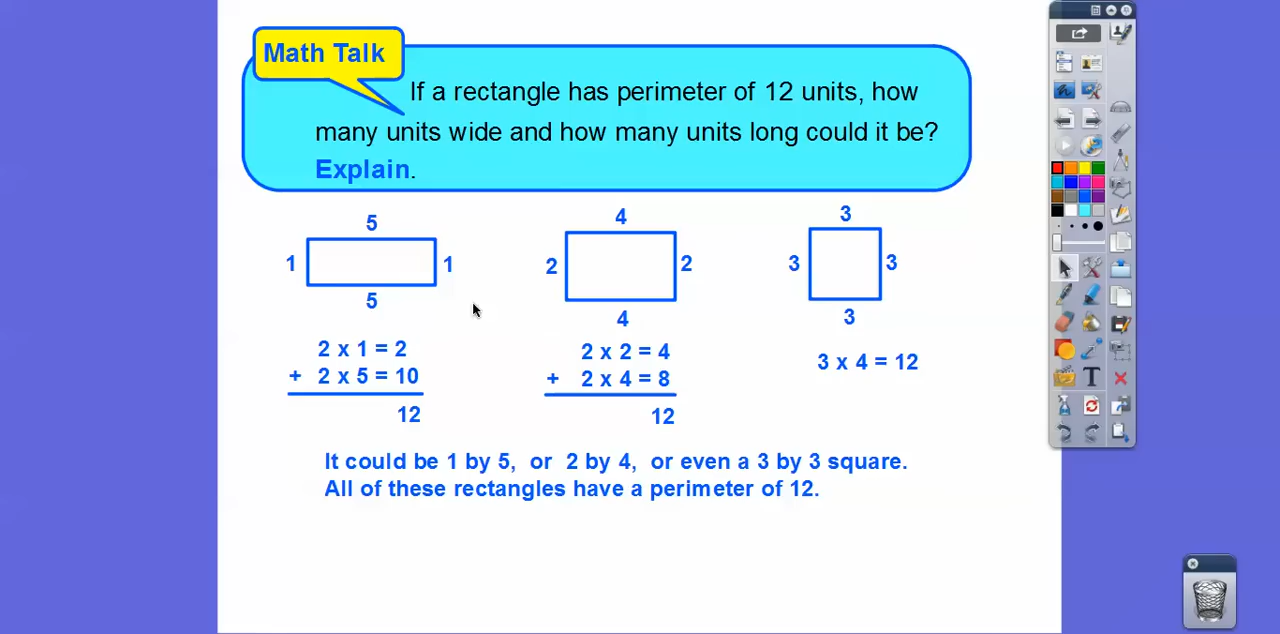 Math Talk
If a rectangle has perimeter of 12 units, how
many units wide and how many units long could it be?
Explain.
5
1 1
5
2 x 1 = 2
+ 2 x 5 = 10
12
4
2 2
4
2 x 2 = 4
+ 2 x 4 = 8
12
3
3 3
3
3 x 4 = 12
It could be 1 by 5, or 2 by 4, or even a 3 by 3 square.
All of these rectangles have a perimeter of 12.
T